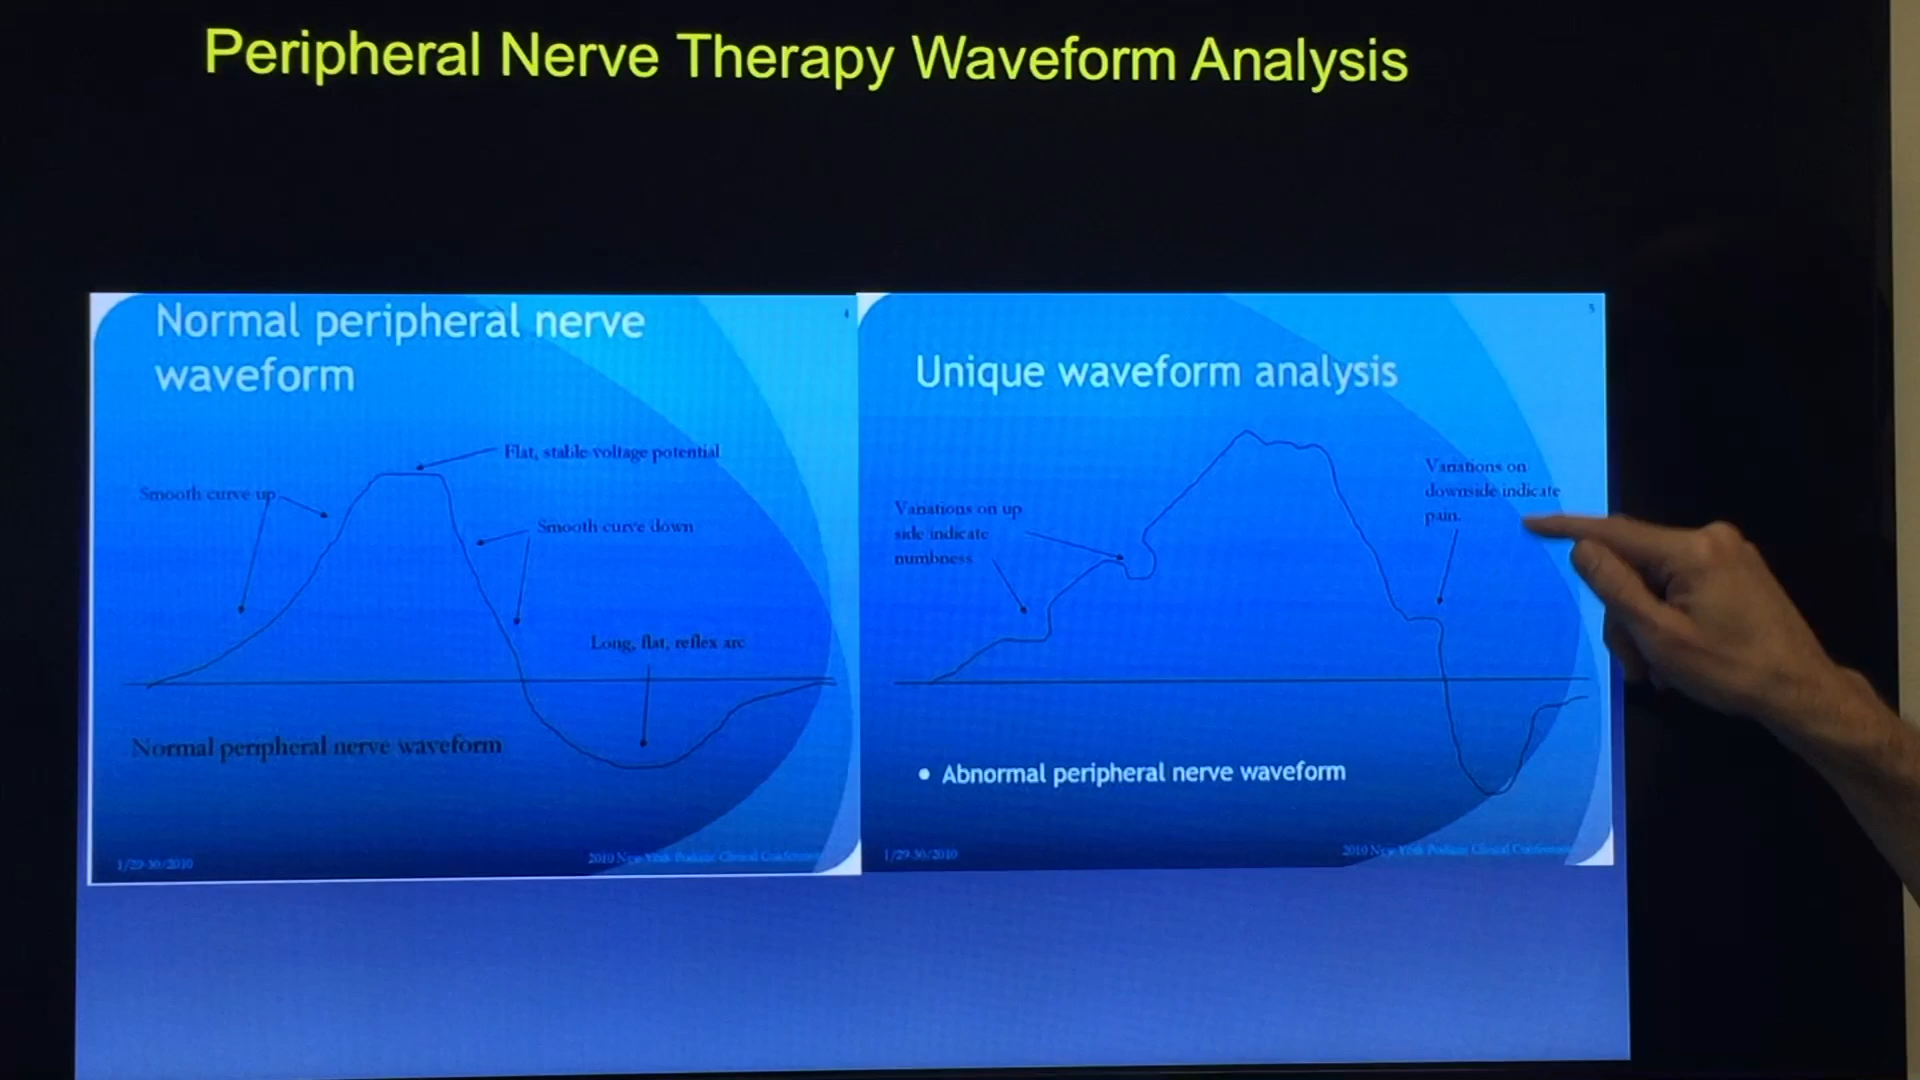 Peripheral Nerve Therapy Waveform Analysis
Normal peripheral nerve
waveform
4
Flat, stable voltage potential
Smooth curve up
Smooth curve down
Long, flat, reflex arc
Normal peripheral nerve waveform
1/29-30/2010
2010 New York Podiatric Clinical Conference
5
Unique waveform analysis
Variations on
downside indicate
pain.
Variations on up
side indicate
numbness
• Abnormal peripheral nerve waveform
1/29-30/2010
2010 New York Podiatric Clinical Conference